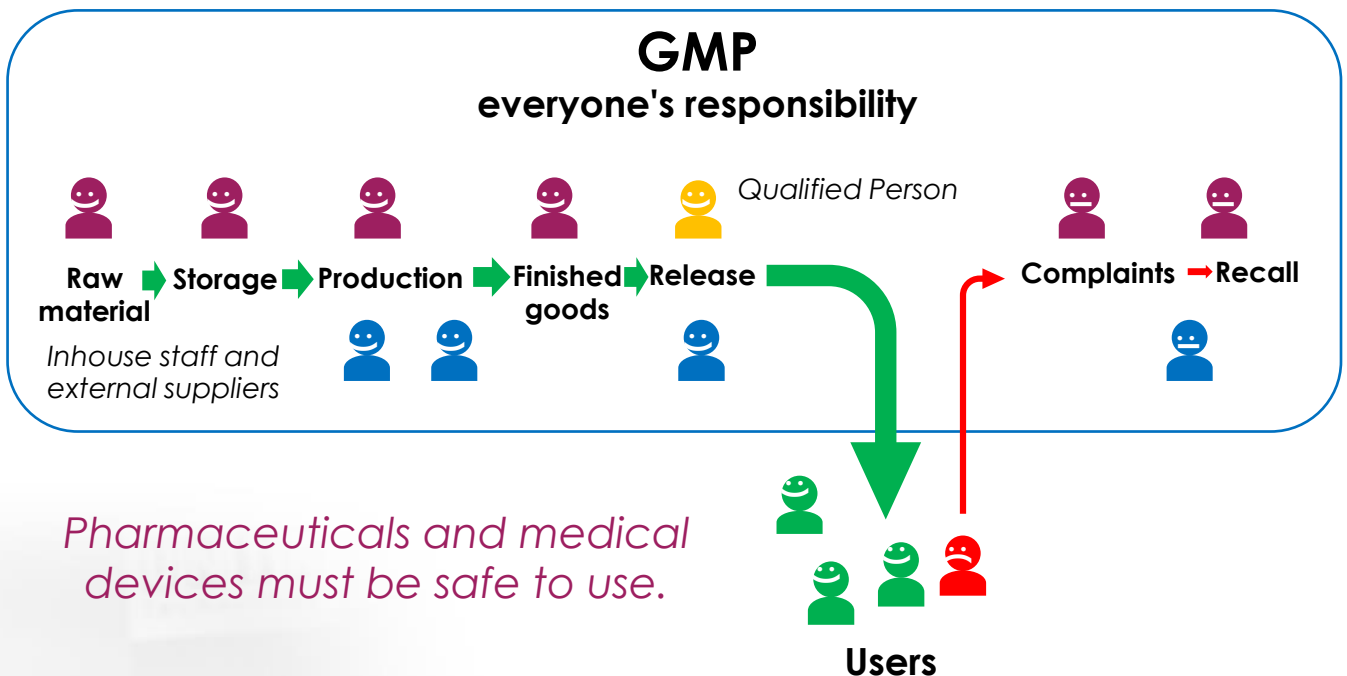 GMP
everyone's responsibility
Qualified Person
Raw
material
Storage
Production
Finished
goods
Release
Complaints
Recall
Inhouse staff and
external suppliers
Pharmaceuticals and medical
devices must be safe to use.
Users